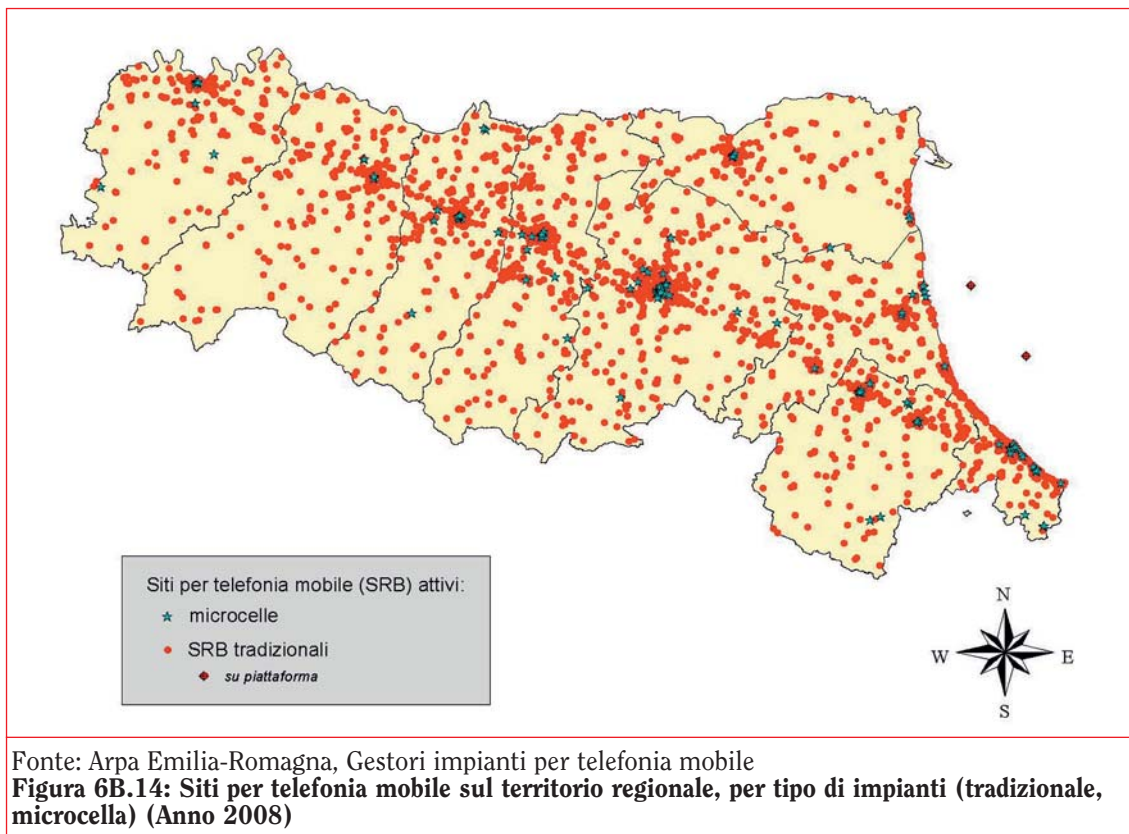 Siti per telefonia mobile (SRB) attivi:
microcelle
SRB tradizionali
su piattaforma
N
W
E
S
Fonte: Arpa Emilia-Romagna, Gestori impianti per telefonia mobile
Figura 6B.14: Siti per telefonia mobile sul territorio regionale, per tipo di impianti (tradizionale,
microcella) (Anno 2008)